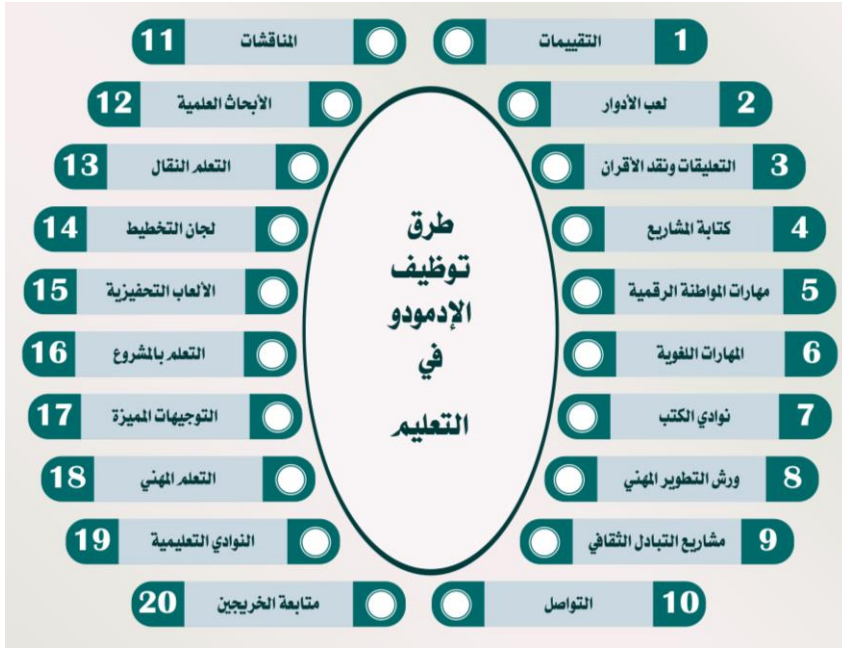 طرق
توظيف
الإدمودو
في
التعليم
1 التقييمات
2 لعب الأدوار
3 التعليقات ونقد الأقران
4 كتابة المشاريع
5 مهارات المواطنة الرقمية
6 المهارات اللغوية
7 نوادي الكتب
8 ورش التطوير المهني
9 مشاريع التبادل الثقافي
10 التواصل
11 المناقشات
12 الأبحاث العلمية
13 التعلم النقال
14 لجان التخطيط
15 الألعاب التحفيزية
16 التعلم بالمشروع
17 التوجيهات المميزة
18 التعلم المهني
19 النوادي التعليمية
20 متابعة الخريجين